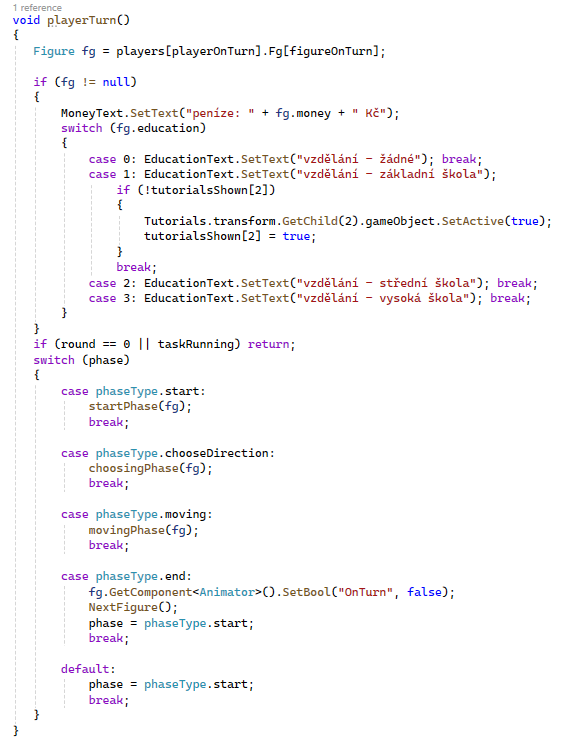 1 reference
void playerTurn()
{
Figure fg = players[playerOnTurn].Fg[figureOnTurn];
if (fg != null)
{
MoneyText.SetText("peníze: " + fg.money + " Kč");
switch (fg.education)
{
case 0: EducationText.SetText("vzdělání - žádné"); break;
case 1: EducationText.SetText("vzdělání - základní škola");
if (!tutorialsShown[2])
{
Tutorials.transform.GetChild(2).gameObject.SetActive(true);
tutorialsShown[2] = true;
}
break;
case 2: EducationText.SetText("vzdělání - střední škola"); break;
case 3: EducationText.SetText("vzdělání - vysoká škola"); break;
}
}
if (round == 0 || taskRunning) return;
switch (phase)
{
case phaseType.start:
startPhase(fg);
break;
case phaseType.chooseDirection:
choosingPhase(fg);
break;
case phaseType.moving:
movingPhase(fg);
break;
case phaseType.end:
fg.GetComponent<Animator>().SetBool("OnTurn", false);
NextFigure();
phase = phaseType.start;
break;
default:
phase = phaseType.start;
break;
}
}